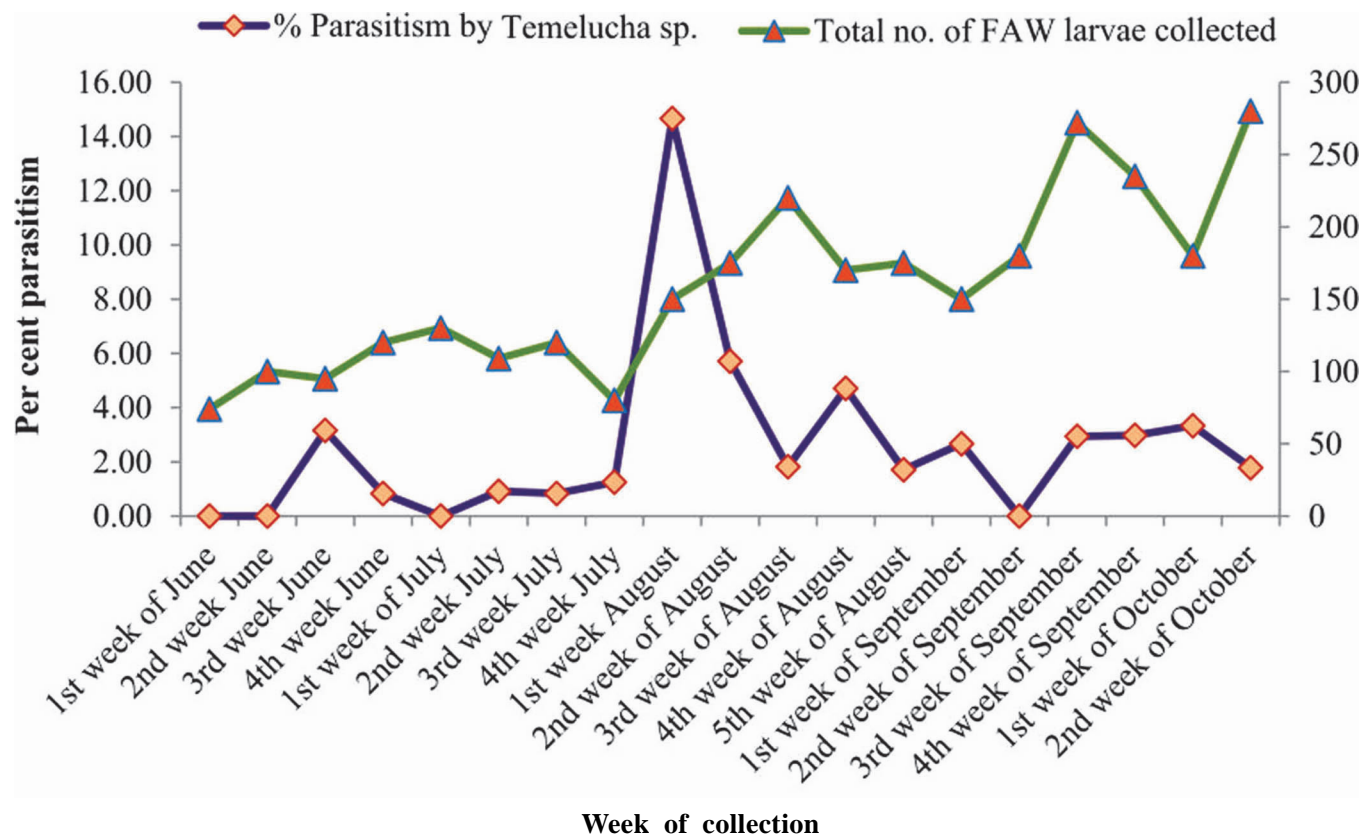 % Parasitism by Temelucha sp.
Total no. of FAW larvae collected
Per cent parasitism
16.00
14.00
12.00
10.00
8.00
6.00
4.00
2.00
0.00
300
250
200
150
100
50
0
1st week of June
2nd week June
3rd week June
4th week June
1st week of July
2nd week July
3rd week July
4th week July
1st week August
2nd week of August
3rd week of August
4th week of August
5th week of August
1st week of September
2nd week of September
3rd week of September
4th week of September
1st week of October
2nd week of October
Week of collection